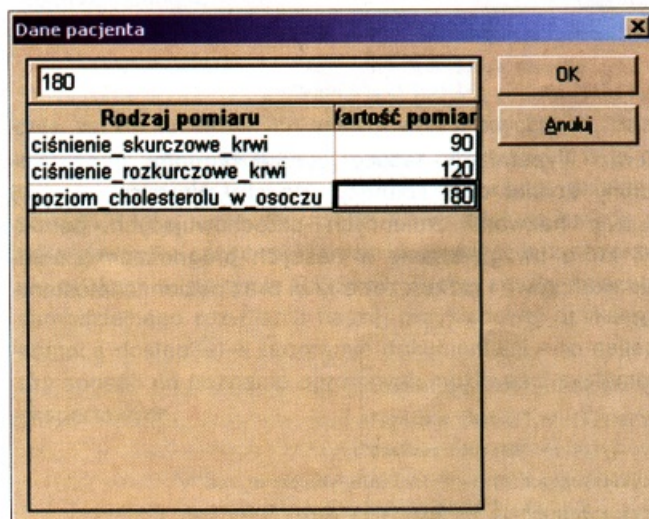 Dane pacjenta
180
OK
Anuluj
Rodzaj pomiaru /artość pomiar
ciśnienie_skurczowe_krwi 90
ciśnienie_rozkurczowe_krwi 120
poziom_cholesterolu_w_osoczu 180